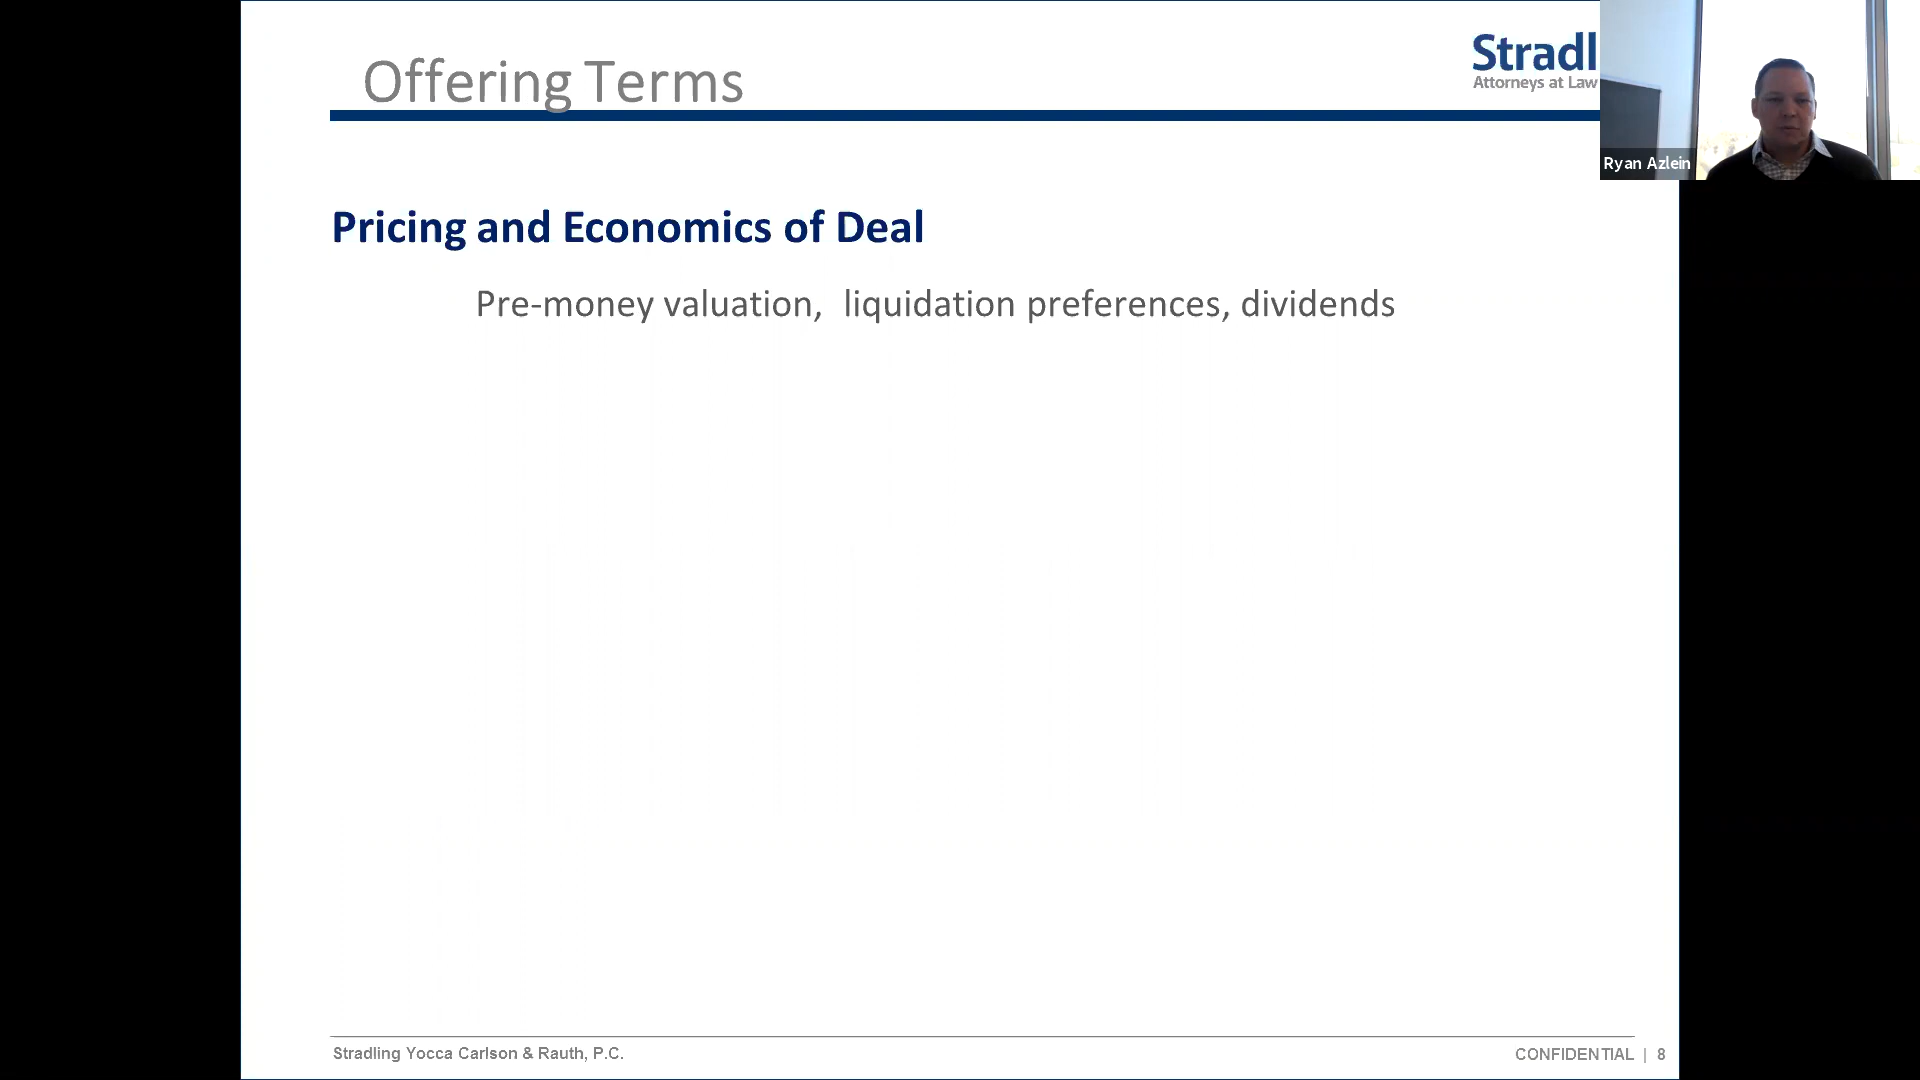 Offering Terms
Stradl
Attorneys at Law
Ryan Azlein
Pricing and Economics of Deal
Pre-money valuation, liquidation preferences, dividends
Stradling Yocca Carlson & Rauth, P.C.
CONFIDENTIAL | 8